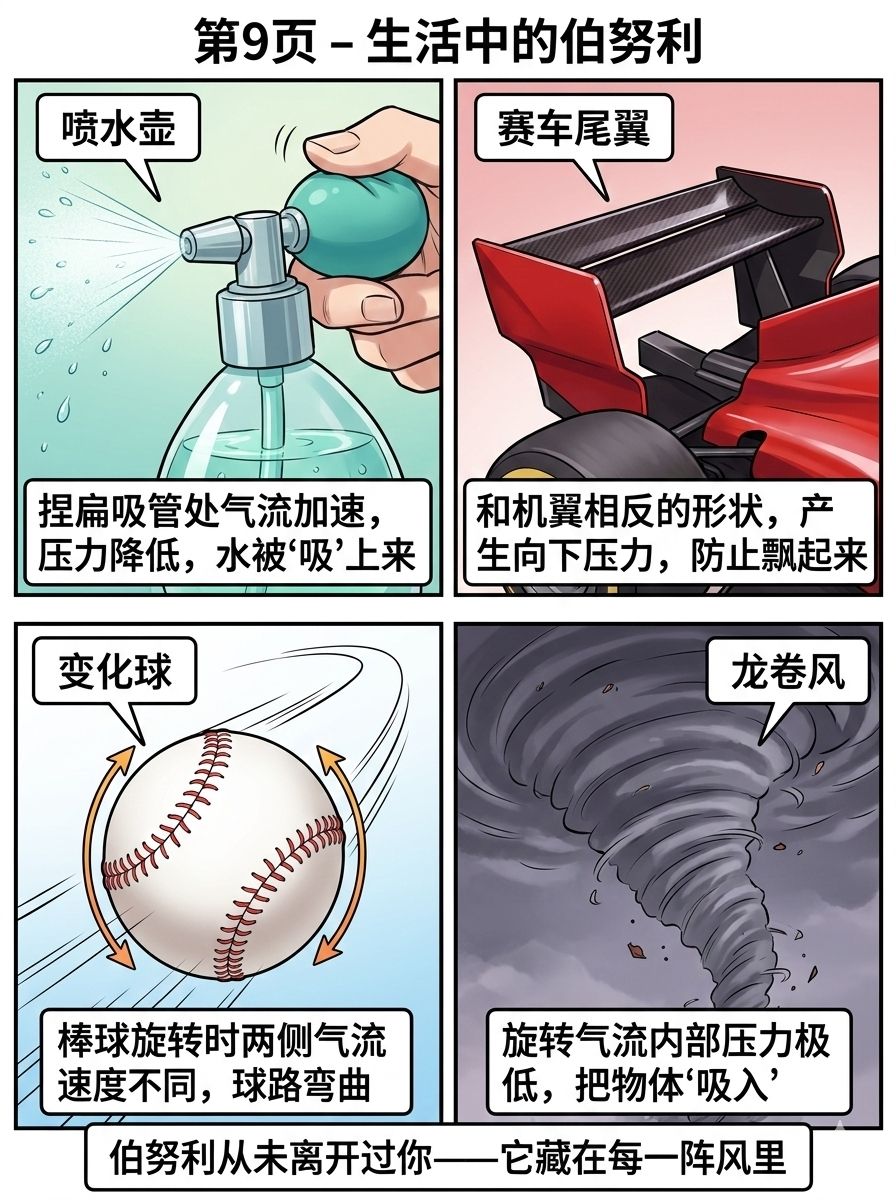 第9页 – 生活中的伯努利
喷水壶
捏扁吸管处气流加速，
压力降低，水被‘吸’上来
赛车尾翼
和机翼相反的形状，产
生向下压力，防止飘起来
变化球
棒球旋转时两侧气流
速度不同，球路弯曲
龙卷风
旋转气流内部压力极
低，把物体‘吸入’
伯努利从未离开过你——它藏在每一阵风里